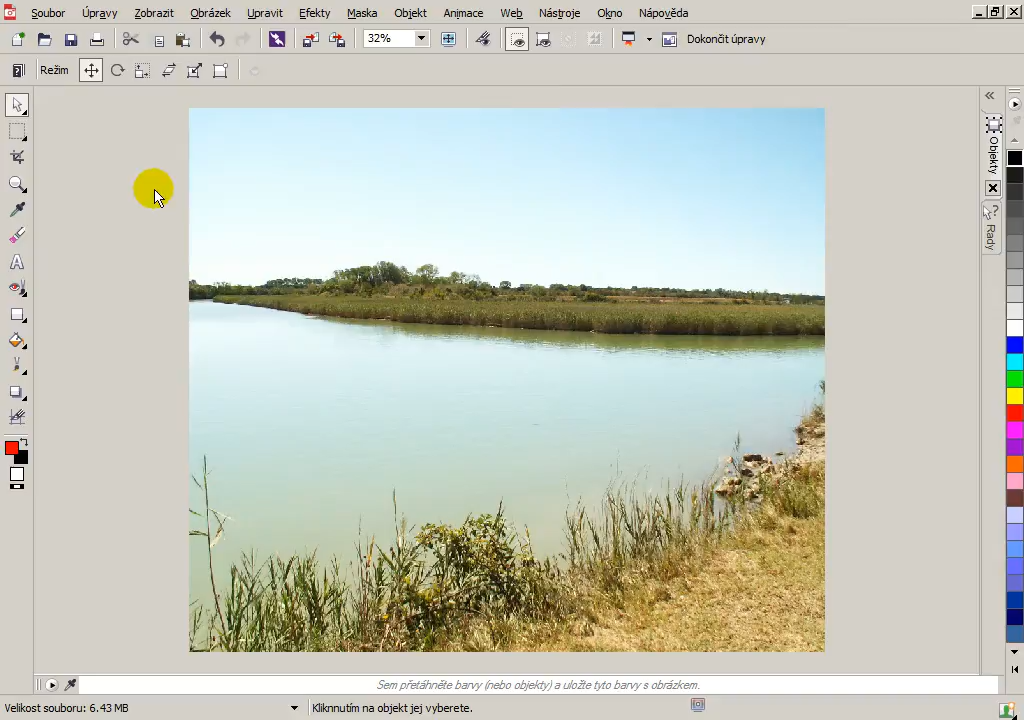 Soubor Úpravy Zobrazit Obrázek Upravit Efekty Maska Objekt Animace Web Nástroje Okno Nápověda
32% Dokončit úpravy
Režim
Objekty
Rady
Sem přetáhněte barvy (nebo objekty) a uložte tyto barvy s obrázkem.
Velikost souboru: 6.43 MB Kliknnutím na objekt jej vyberete.